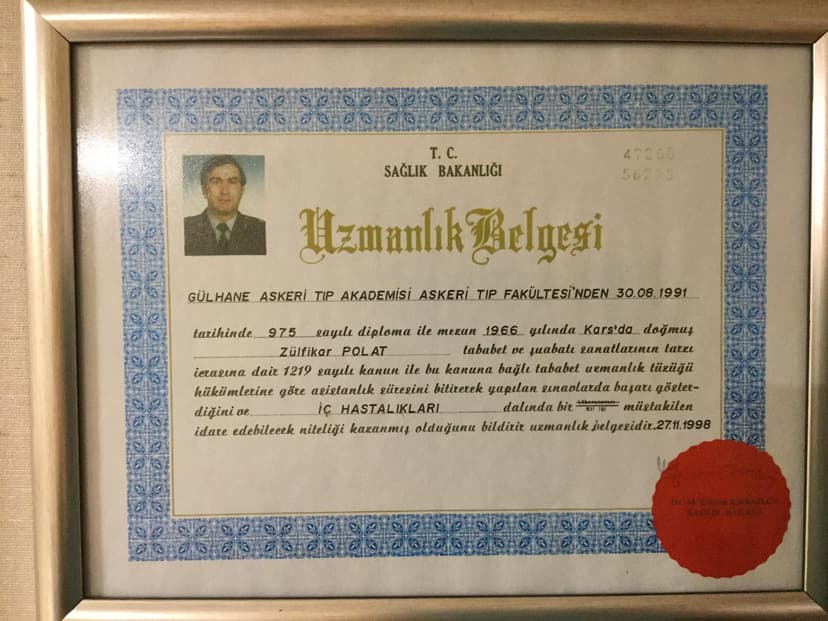 T. C.
SAĞLIK BAKANLIĞI
Uzmanlık Belgesi
GÜLHANE ASKERİ TIP AKADEMİSİ ASKERİ TIP FAKÜLTESİ'NDEN 30.08.1991
tarihinde 975 sayılı diploma ile mezun 1966 yılında Kars'da doğmuş
Zülfikar POLAT tababet ve şuabatı sanatlarının tarzı
icrasına dair 1219 sayılı kanun ile bu kanuna bağlı tababet uzmanlık tüzüğü
hükümlerine göre asistanlık süresini bitirerek yapılan sınavlarda başarı göster-
diğini ve İÇ HASTALIKLARI dalında bir müstakilen
idare edebilecek niteliği kazanmış olduğunu bildirir uzmanlık belgesidir.27.11.1998
SAĞLIK BAKANI